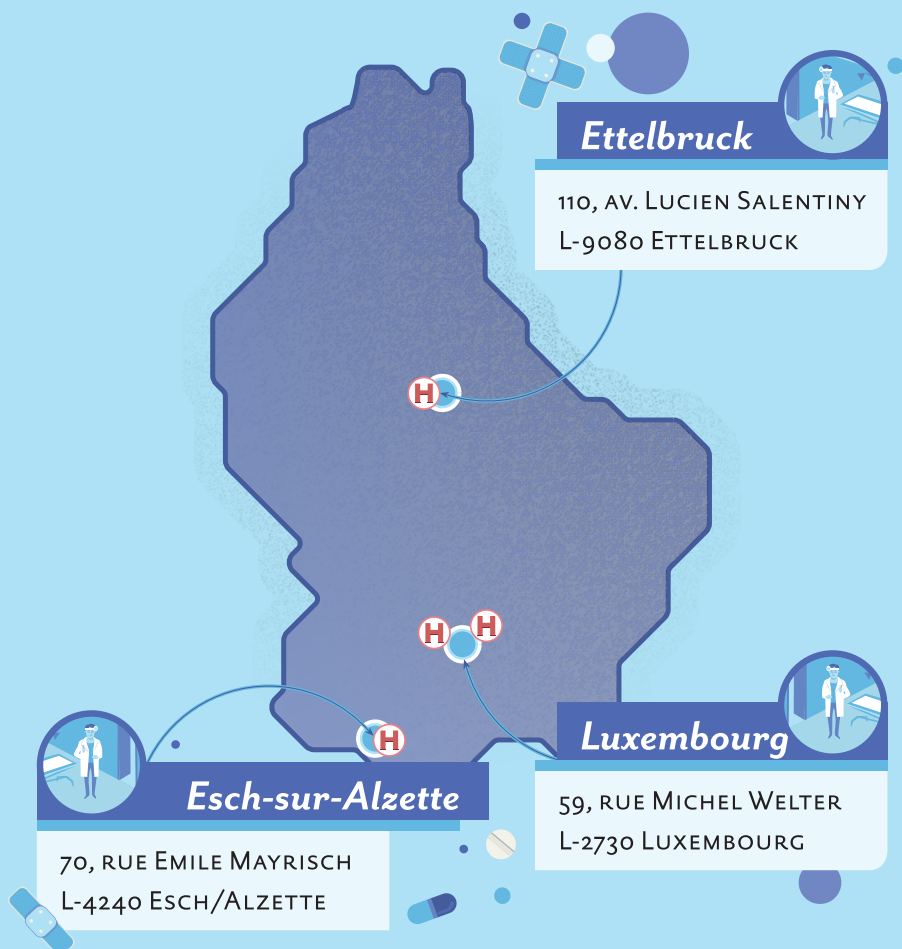 Ettelbruck
110, av. Lucien Salentiny
L-9080 Ettelbruck
H
H
H
H
Luxembourg
59, rue Michel Welter
L-2730 Luxembourg
Esch-sur-Alzette
70, rue Emile Mayrisch
L-4240 Esch/Alzette